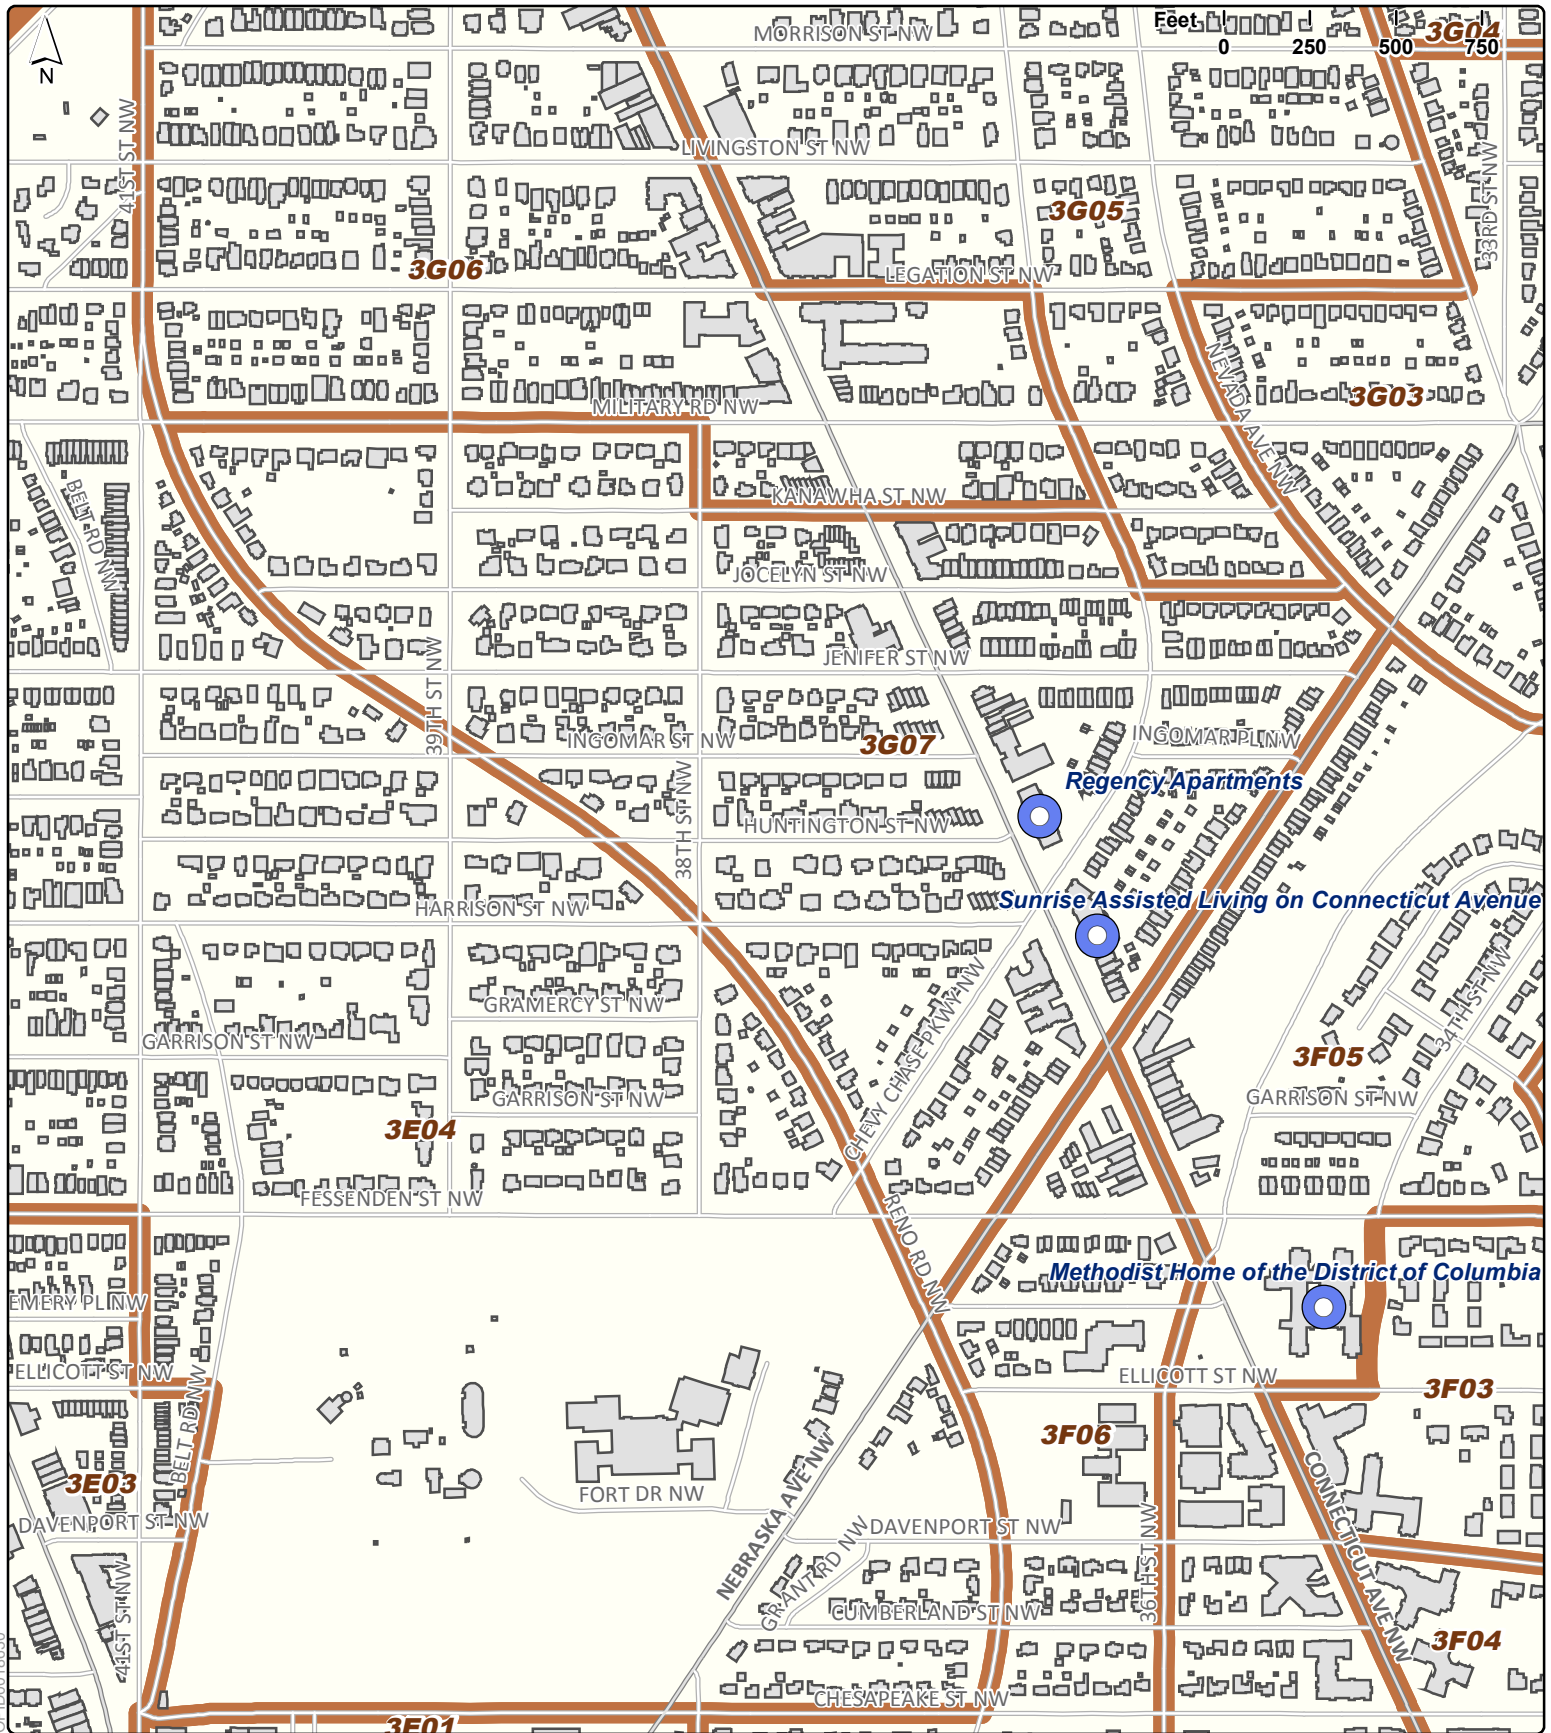 MORRISON ST NW
Feet
0 250 500 750
3G04
N
41ST ST NW
LIVINGSTON ST NW
33RD ST NW
3G05
3G06
LEGATION ST NW
NEVADA AVE NW
3G03
MILITARY RD NW
BELT RD NW
KANAWHA ST NW
JOCELYN ST NW
39TH ST NW
JENIFER ST NW
INGOMAR ST NW
3G07
INGOMAR PL NW
38TH ST NW
Regency Apartments
HUNTINGTON ST NW
Sunrise Assisted Living on Connecticut Avenue
HARRISON ST NW
GRAMERCY ST NW
CHEVY CHASE PKWY NW
34TH ST NW
GARRISON ST NW
3F05
GARRISON ST NW
GARRISON ST NW
3E04
FESSENDEN ST NW
RENO RD NW
Methodist Home of the District of Columbia
EMERY PL NW
ELLICOTT ST NW
ELLICOTT ST NW
3F03
BELT RD NW
3F06
3E03
FORT DR NW
NEBRASKA AVE NW
CONNECTICUT AVE NW
DAVENPORT ST NW
DAVENPORT ST NW
GRANT RD NW
36TH ST NW
41ST ST NW
CUMBERLAND ST NW
3F04
CHESAPEAKE ST NW
3F01